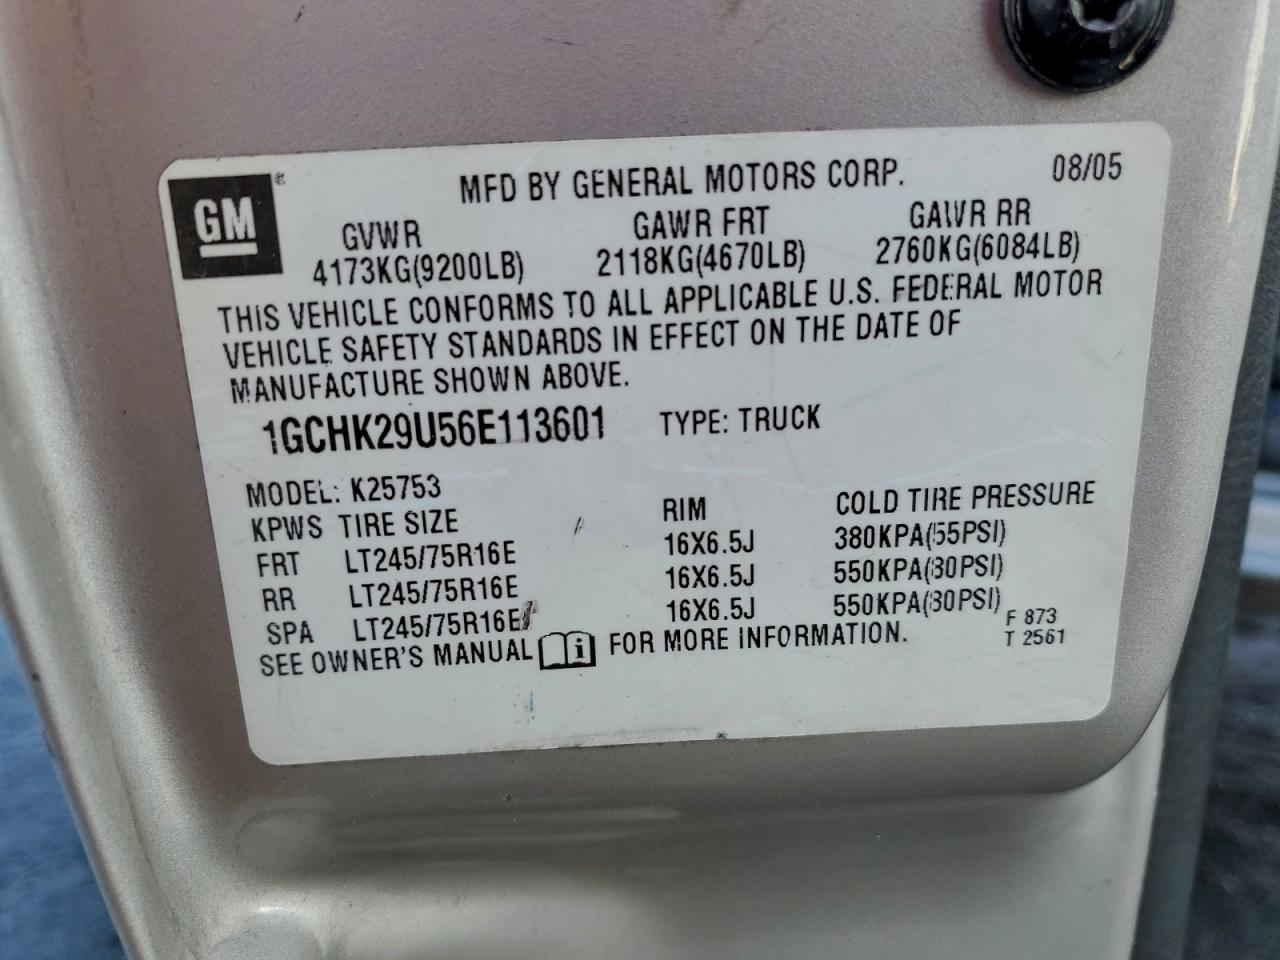 GM ®
MFD BY GENERAL MOTORS CORP. 08/05
GVWR GAWR FRT GAWR RR
4173KG(9200LB) 2118KG(4670LB) 2760KG(6084LB)
THIS VEHICLE CONFORMS TO ALL APPLICABLE U.S. FEDERAL MOTOR
VEHICLE SAFETY STANDARDS IN EFFECT ON THE DATE OF
MANUFACTURE SHOWN ABOVE.
1GCHK29U56E113601 TYPE: TRUCK
MODEL: K25753
KPWS TIRE SIZE RIM COLD TIRE PRESSURE
FRT LT245/75R16E 16X6.5J 380KPA(55PSI)
RR LT245/75R16E 16X6.5J 550KPA(80PSI)
SPA LT245/75R16E 16X6.5J 550KPA(80PSI)
SEE OWNER'S MANUAL i FOR MORE INFORMATION.
F 873
T 2561